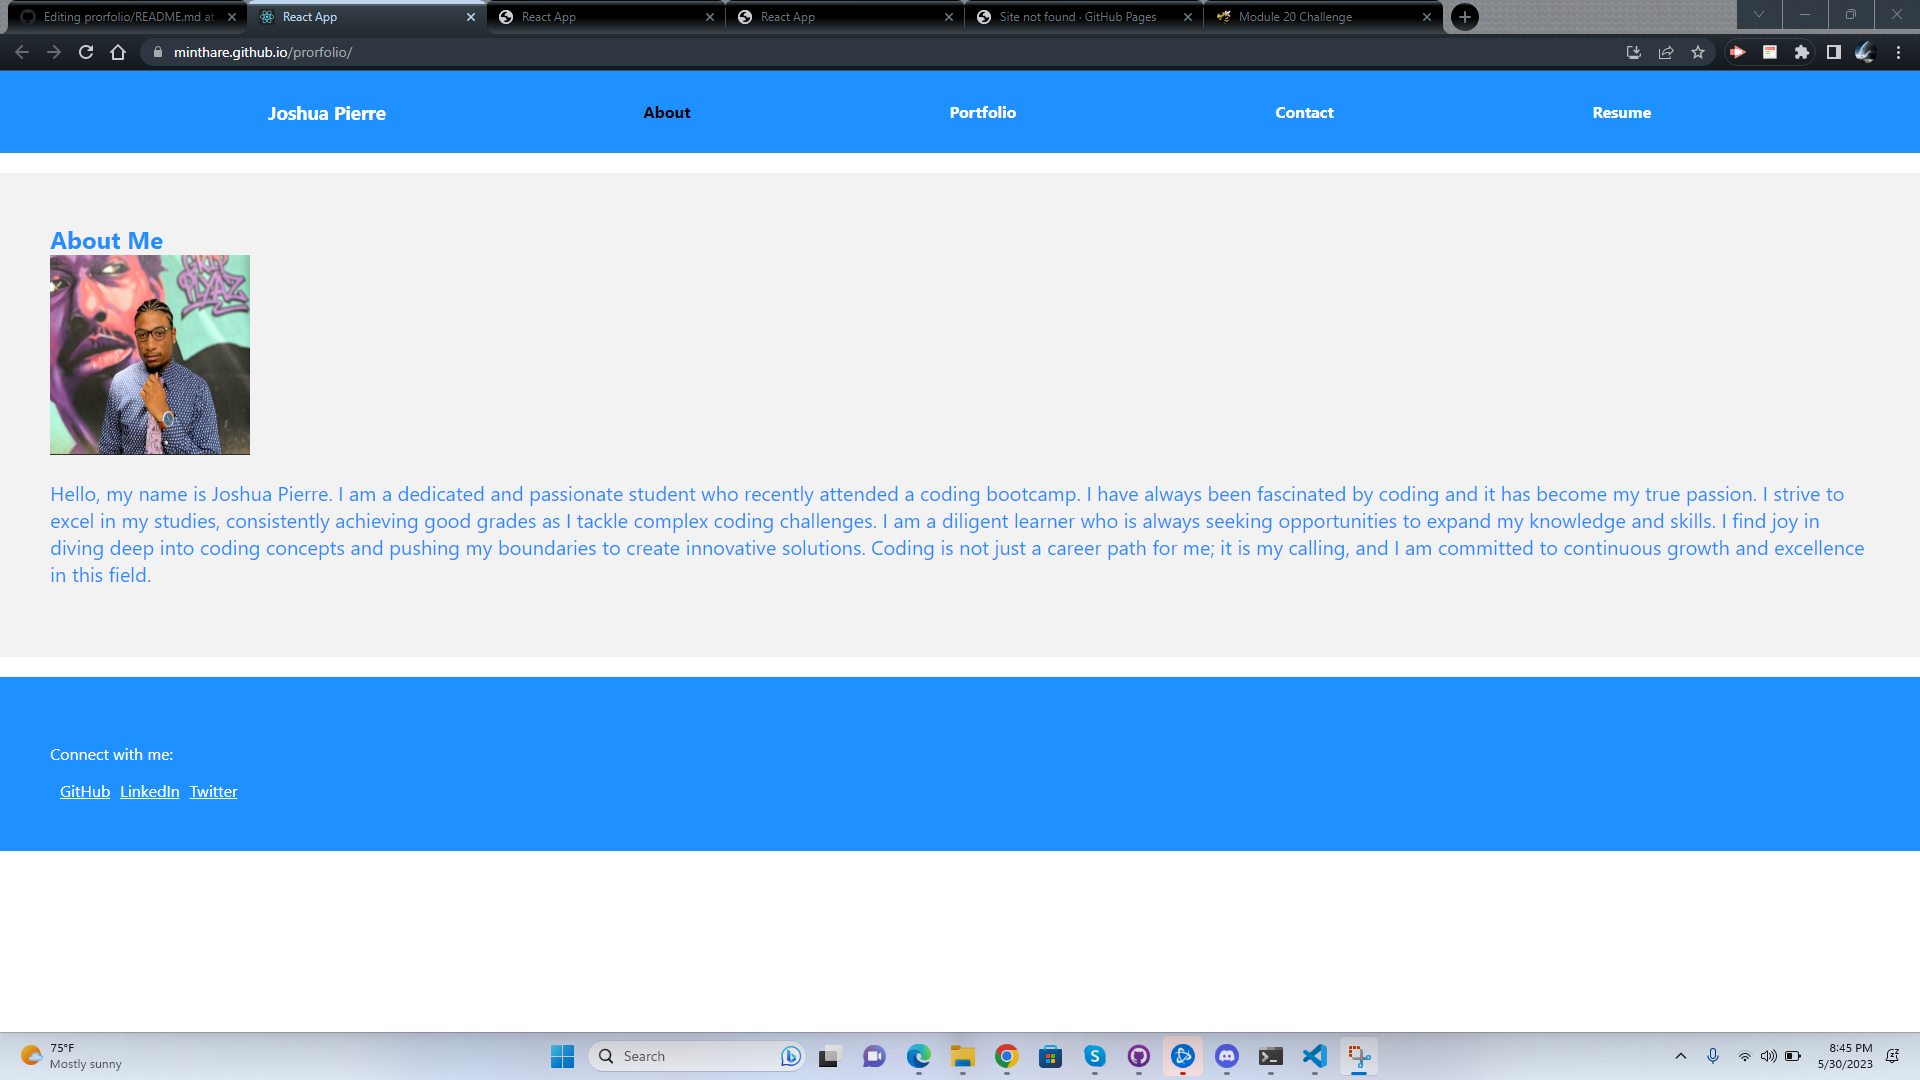 Editing prorfolio/README.md at
React App
React App
React App
Site not found · GitHub Pages
Module 20 Challenge
minthare.github.io/prorfolio/
Joshua Pierre
About
Portfolio
Contact
Resume
About Me
Hello, my name is Joshua Pierre. I am a dedicated and passionate student who recently attended a coding bootcamp. I have always been fascinated by coding and it has become my true passion. I strive to
excel in my studies, consistently achieving good grades as I tackle complex coding challenges. I am a diligent learner who is always seeking opportunities to expand my knowledge and skills. I find joy in
diving deep into coding concepts and pushing my boundaries to create innovative solutions. Coding is not just a career path for me; it is my calling, and I am committed to continuous growth and excellence
in this field.
Connect with me:
GitHub LinkedIn Twitter
75°F
Mostly sunny
Search
8:45 PM
5/30/2023